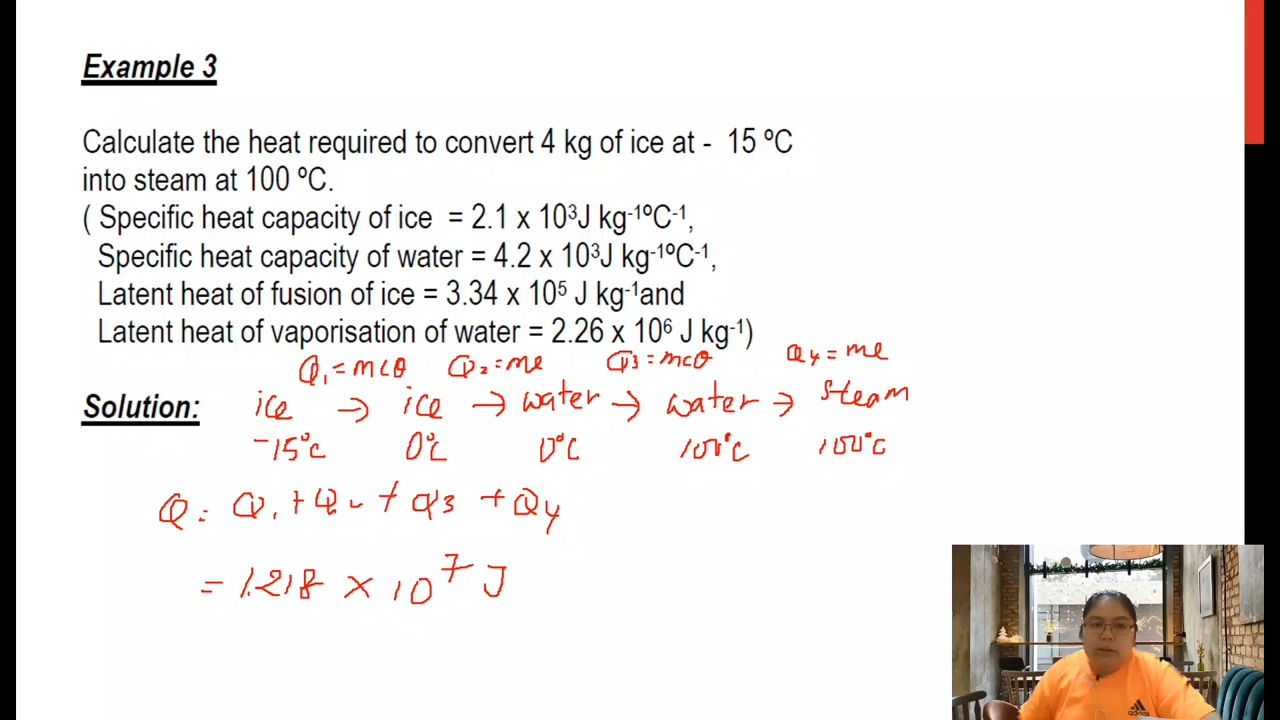 Example 3
Calculate the heat required to convert 4 kg of ice at - 15 ºC
into steam at 100 ºC.
( Specific heat capacity of ice = 2.1 x 10³J kg⁻¹ºC⁻¹,
Specific heat capacity of water = 4.2 x 10³J kg⁻¹ºC⁻¹,
Latent heat of fusion of ice = 3.34 x 10⁵ J kg⁻¹and
Latent heat of vaporisation of water = 2.26 x 10⁶ J kg⁻¹)
Q₁ = mcθ Q₂ = mℓ Q3 = mcθ Q4 = mℓ
Solution: ice → ice → water → water → steam
-15°C 0°C 0°C 100°C 100°C
Q = Q₁ + Q₂ + Q3 + Q4
= 1.218 × 10⁷ J
adidas